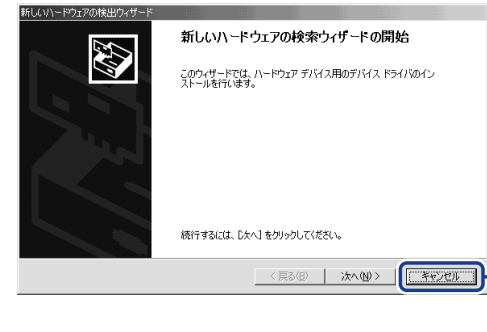 新しいハードウェアの検出ウィザード
新しいハードウェアの検索ウィザードの開始
このウィザードでは、ハードウェア デバイス用のデバイス ドライバのイン
ストールを行います。
続行するには、[次へ] をクリックしてください。
< 戻る(B)
次へ(N) >
キャンセル